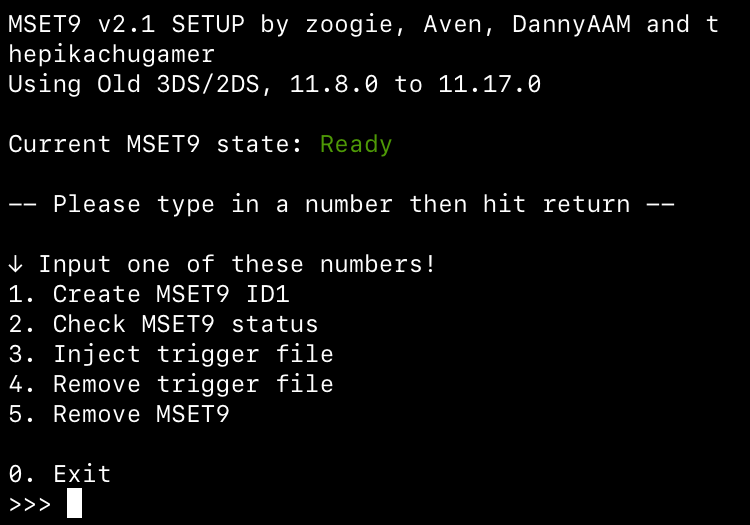 MSET9 v2.1 SETUP by zoogie, Aven, DannyAAM and t
hepikachugamer
Using Old 3DS/2DS, 11.8.0 to 11.17.0
Current MSET9 state: Ready
── Please type in a number then hit return ──
↓ Input one of these numbers!
1. Create MSET9 ID1
2. Check MSET9 status
3. Inject trigger file
4. Remove trigger file
5. Remove MSET9
0. Exit
>>>